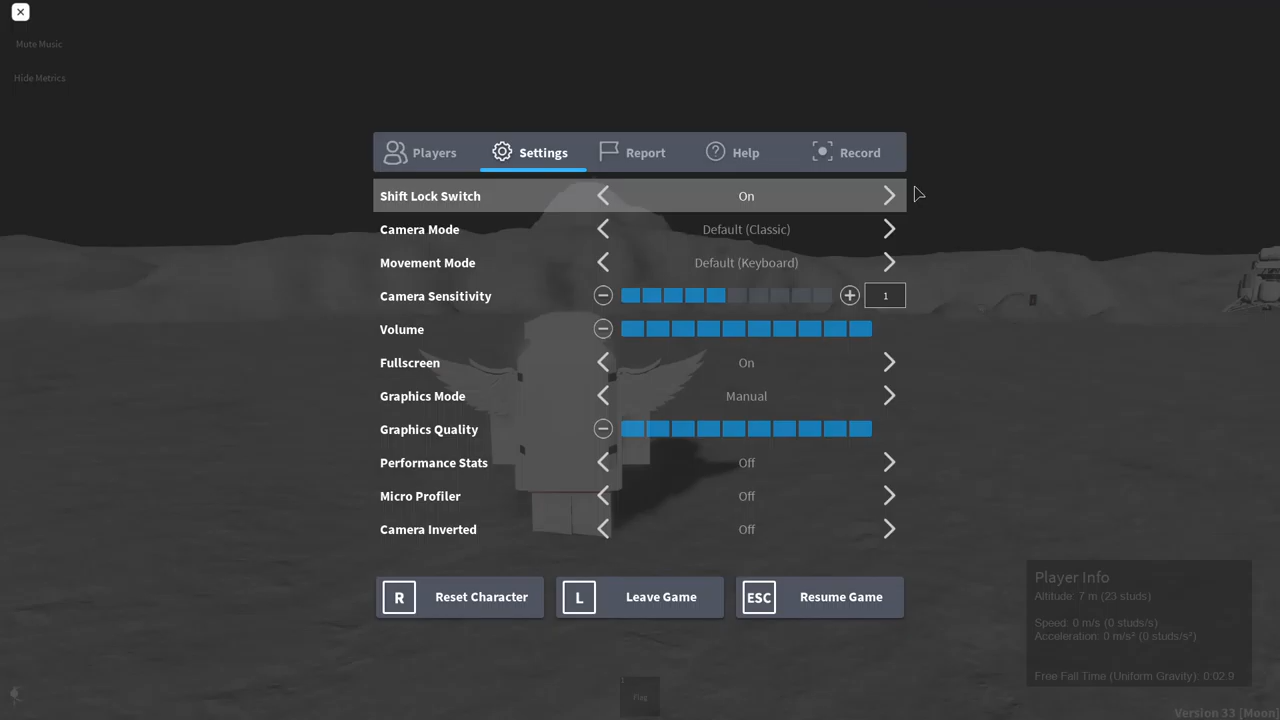 Mute Music
Hide Metrics
Players
Settings
Report
Help
Record
Shift Lock Switch On
Camera Mode Default (Classic)
Movement Mode Default (Keyboard)
Camera Sensitivity 1
Volume
Fullscreen On
Graphics Mode Manual
Graphics Quality
Performance Stats Off
Micro Profiler Off
Camera Inverted Off
R Reset Character
L Leave Game
ESC Resume Game
Player Info
Altitude: 7 m (23 studs)
Speed: 0 m/s (0 studs/s)
Acceleration: 0 m/s² (0 studs/s²)
Free Fall Time (Uniform Gravity): 0:02.9
1
Flag
Version 33 [Moon]